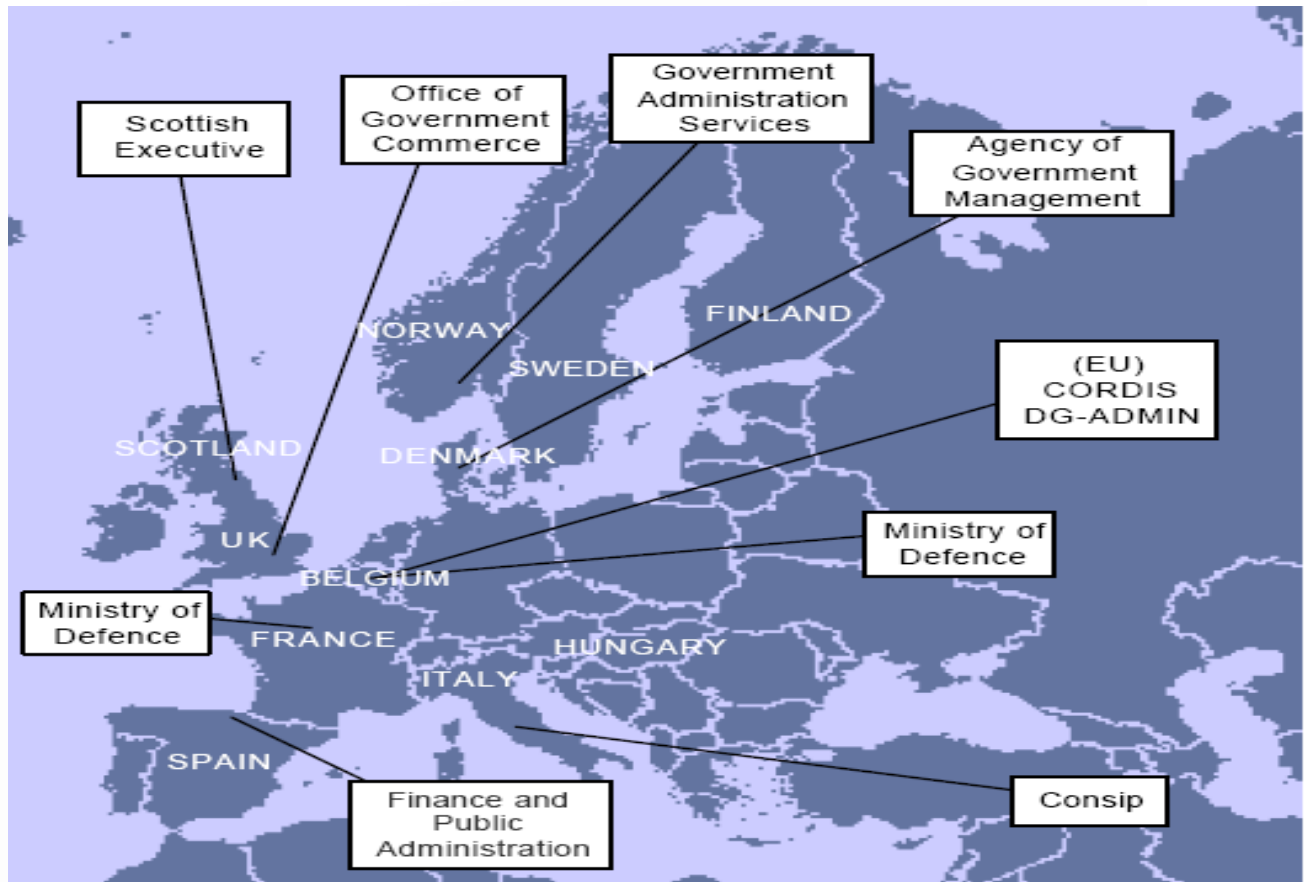 Government
Administration
Services
Office of
Government
Commerce
Scottish
Executive
Agency of
Government
Management
NORWAY
FINLAND
SWEDEN
(EU)
CORDIS
DG-ADMIN
SCOTLAND
DENMARK
UK
Ministry of
Defence
BELGIUM
Ministry of
Defence
FRANCE
HUNGARY
ITALY
SPAIN
Finance and
Public
Administration
Consip